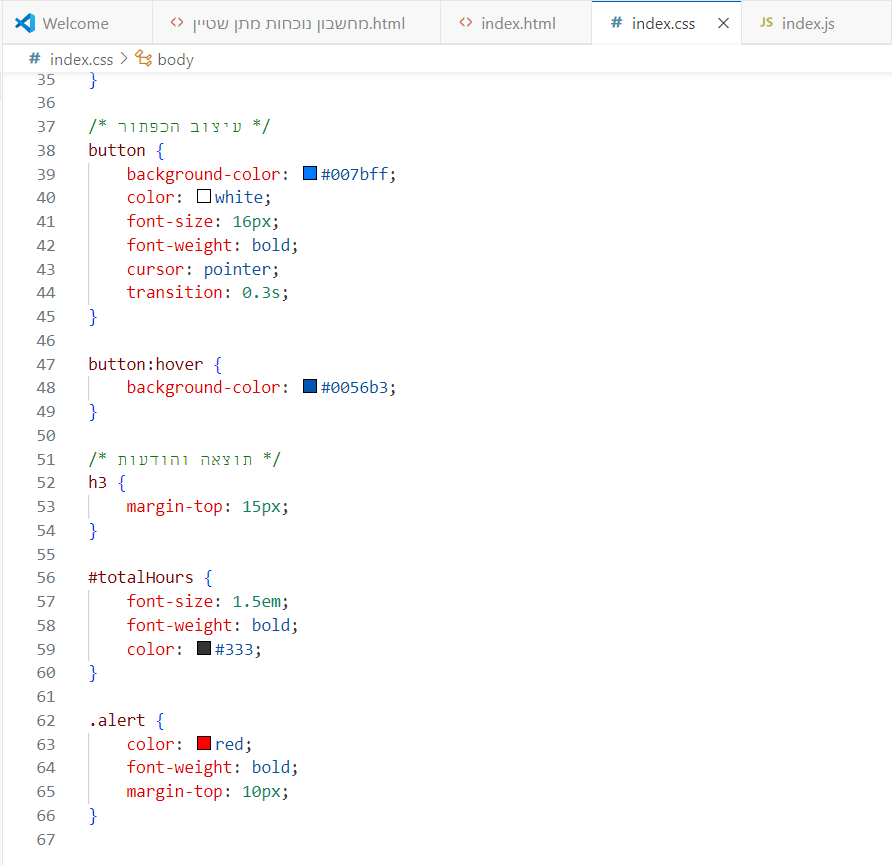 Welcome
מחשבון נוכחות מתן שטיין.html
index.html
# index.css
JS index.js
# index.css > body
35 }
36
37 /* עיצוב הכפתור */
38 button {
39 background-color: #007bff;
40 color: white;
41 font-size: 16px;
42 font-weight: bold;
43 cursor: pointer;
44 transition: 0.3s;
45 }
46
47 button:hover {
48 background-color: #0056b3;
49 }
50
51 /* תוצאה והודעות */
52 h3 {
53 margin-top: 15px;
54 }
55
56 #totalHours {
57 font-size: 1.5em;
58 font-weight: bold;
59 color: #333;
60 }
61
62 .alert {
63 color: red;
64 font-weight: bold;
65 margin-top: 10px;
66 }
67